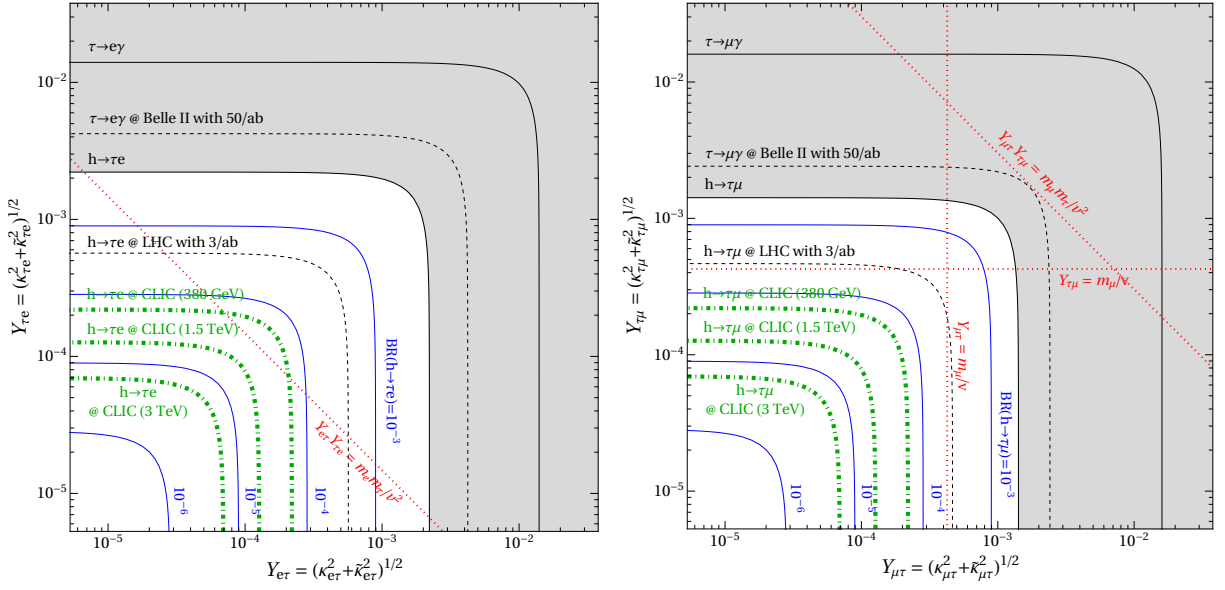 τ→eγ
τ→eγ @ Belle II with 50/ab
h→τe
h→τe @ LHC with 3/ab
h→τe @ CLIC (380 GeV)
h→τe @ CLIC (1.5 TeV)
h→τe
@ CLIC (3 TeV)
BR(h→τe)=10⁻³
10⁻⁴
10⁻⁵
10⁻⁶
Y_{eτ} Y_{τe} = m_e m_τ/v²
10⁻²
10⁻³
10⁻⁴
10⁻⁵
Y_{τe} = (κ²_{τe}+κ̃²_{τe})^{1/2}
10⁻⁵
10⁻⁴
10⁻³
10⁻²
Y_{eτ} = (κ²_{eτ}+κ̃²_{eτ})^{1/2}
τ→μγ
τ→μγ @ Belle II with 50/ab
h→τμ
h→τμ @ LHC with 3/ab
h→τμ @ CLIC (380 GeV)
h→τμ @ CLIC (1.5 TeV)
h→τμ
@ CLIC (3 TeV)
BR(h→τμ)=10⁻³
10⁻⁴
10⁻⁵
10⁻⁶
Y_{μτ} Y_{τμ} = m_μ m_τ/v²
Y_{τμ} = m_μ/v
Y_{μτ} = m_μ/v
10⁻²
10⁻³
10⁻⁴
10⁻⁵
Y_{τμ} = (κ²_{τμ}+κ̃²_{τμ})^{1/2}
10⁻⁵
10⁻⁴
10⁻³
10⁻²
Y_{μτ} = (κ²_{μτ}+κ̃²_{μτ})^{1/2}